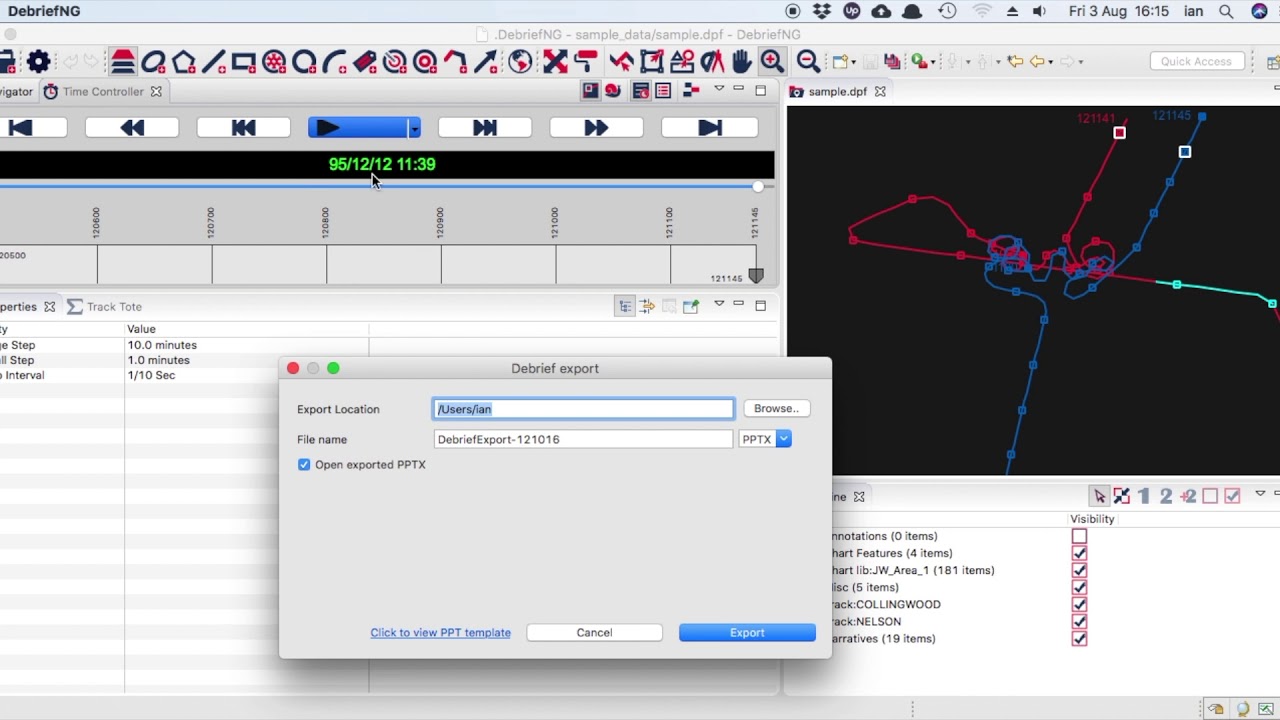 DebriefNG
Fri 3 Aug 16:15 ian
.DebriefNG - sample_data/sample.dpf - DebriefNG
Quick Access
vigator Time Controller
sample.dpf
95/12/12 11:39
120600 120700 120800 120900 121000 121100 121145
20500
121145
121141
121145
perties Track Tote
ty Value
ge Step 10.0 minutes
all Step 1.0 minutes
o Interval 1/10 Sec
Debrief export
Export Location /Users/ian Browse..
File name DebriefExport-121016 PPTX
Open exported PPTX
Click to view PPT template Cancel Export
ine
1 2 +2
Visibility
nnotations (0 items)
hart Features (4 items)
hart lib:JW_Area_1 (181 items)
isc (5 items)
rack:COLLINGWOOD
rack:NELSON
arratives (19 items)